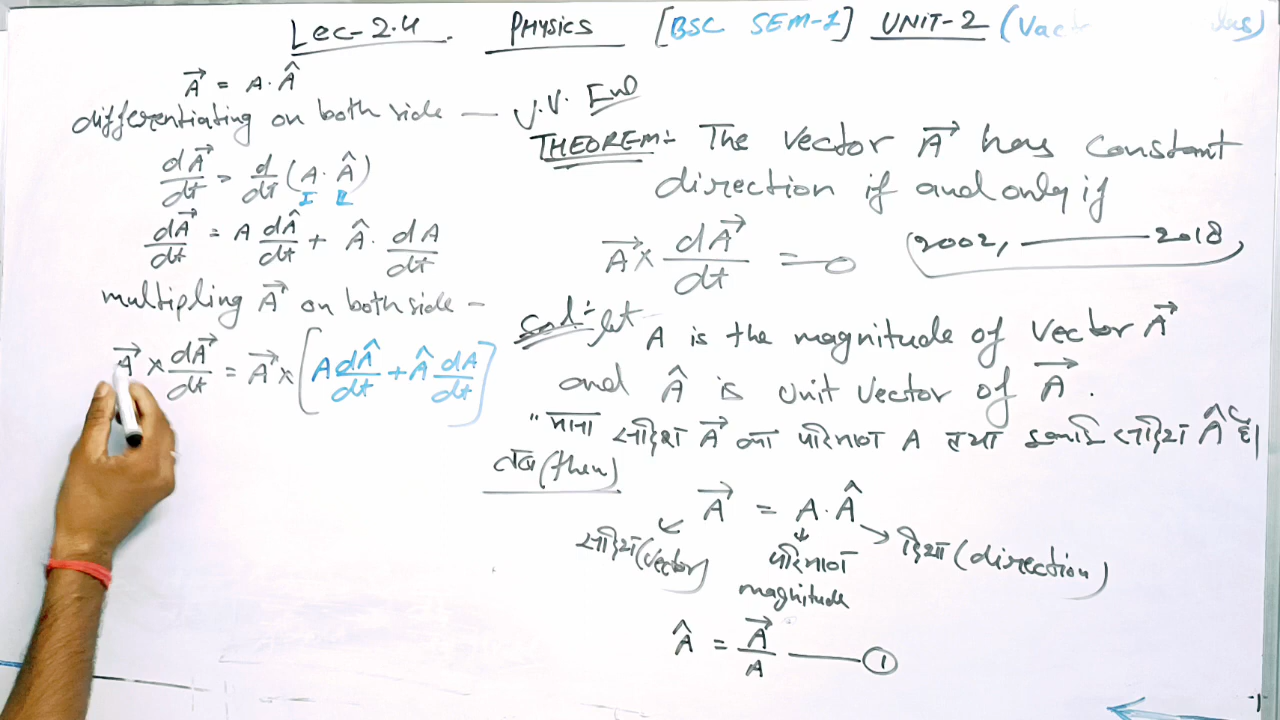 Lec-2.4 PHYSICS [BSC SEM-1] UNIT-2
V.V. Imp
THEOREM:- The vector A⃗ has constant
direction if and only if
A⃗ × dA⃗/dt = 0 (2002, —— 2018)
let A is the magnitude of vector A⃗
and Â is unit vector of A⃗.
"माना सदिश A⃗ का परिमाण A तथा इकाई सदिश Â है।
तब (then)
A⃗ = A.Â
सदिश (vector)
परिमाण
magnitude
दिशा (direction)
Â = A⃗/A —— ①
A⃗ = A.Â
differentiating on both side —
dA⃗/dt = d/dt (A.Â)
I II
dA⃗/dt = A dÂ/dt + Â. dA/dt
multipling A⃗ on both side -
A⃗ × dA⃗/dt = A⃗ × [A dÂ/dt + Â dA/dt]